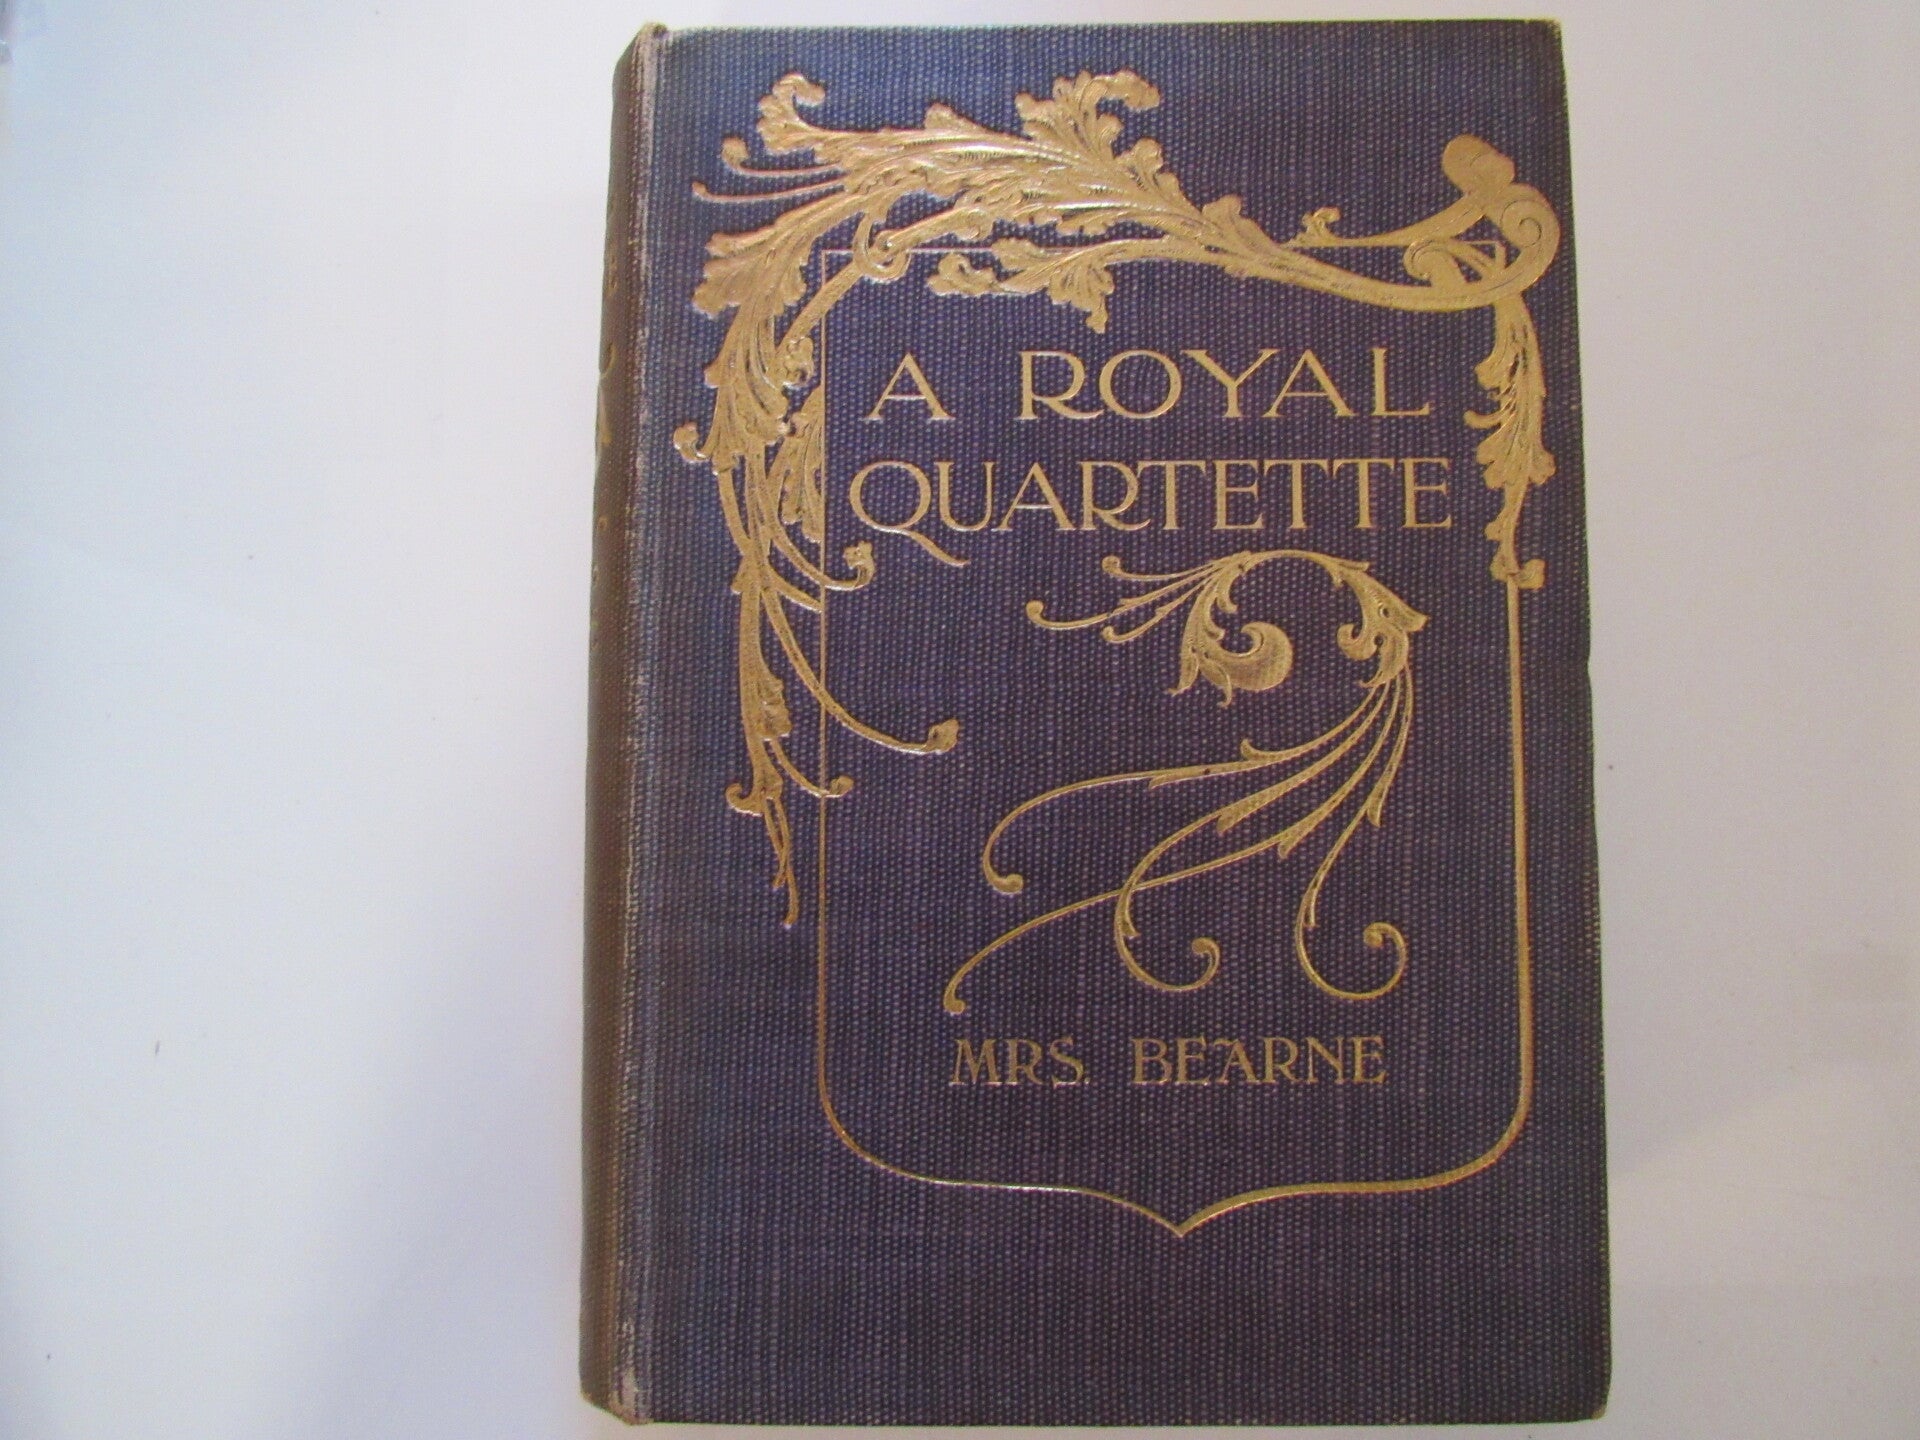 A ROYAL
QUARTETTE
MRS. BEARNE